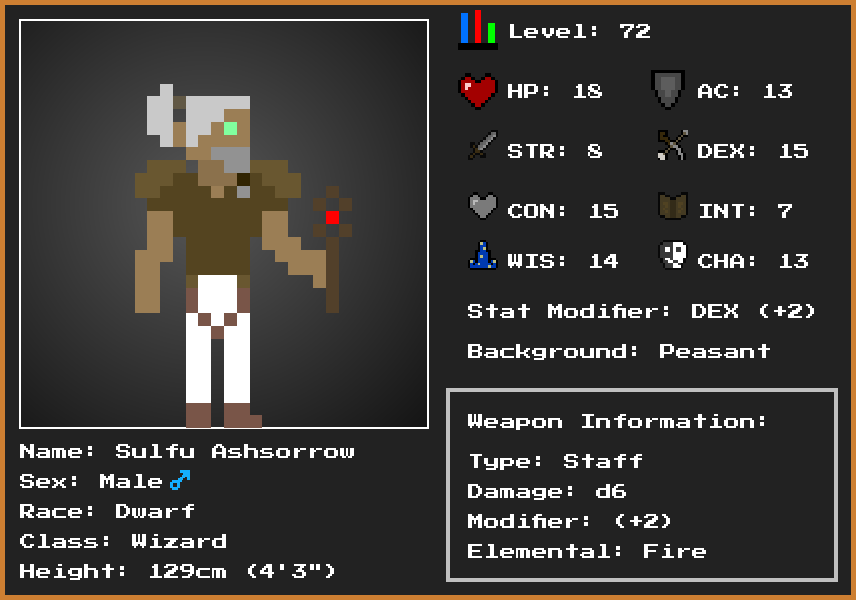 Level: 72
HP: 18 AC: 13
STR: 8 DEX: 15
CON: 15 INT: 7
WIS: 14 CHA: 13
Stat Modifier: DEX (+2)
Background: Peasant
Weapon Information:
Type: Staff
Damage: d6
Modifier: (+2)
Elemental: Fire
Name: Sulfu Ashsorrow
Sex: Male ♂
Race: Dwarf
Class: Wizard
Height: 129cm (4'3")